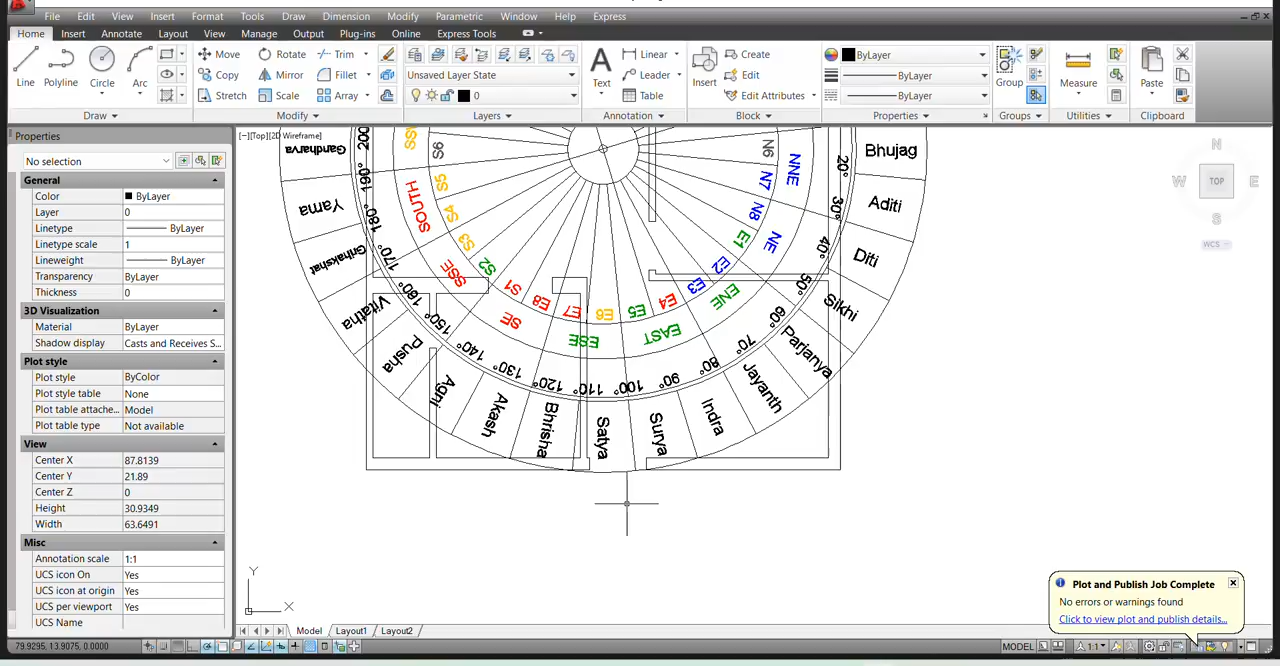 File Edit View Insert Format Tools Draw Dimension Modify Parametric Window Help Express
Home Insert Annotate Layout View Manage Output Plug-ins Online Express Tools
Line Polyline Circle Arc
Move Rotate Trim
Copy Mirror Fillet
Stretch Scale Array
Unsaved Layer State
0
Text
Linear
Leader
Table
Insert
Create
Edit
Edit Attributes
ByLayer
ByLayer
ByLayer
Group
Measure
Paste
Draw Modify Layers Annotation Block Properties Groups Utilities Clipboard
Properties
No selection
General
Color ByLayer
Layer 0
Linetype ByLayer
Linetype scale 1
Lineweight ByLayer
Transparency ByLayer
Thickness 0
3D Visualization
Material ByLayer
Shadow display Casts and Receives S...
Plot style
Plot style ByColor
Plot style table None
Plot table attache... Model
Plot table type Not available
View
Center X 87.8139
Center Y 21.89
Center Z 0
Height 30.9349
Width 63.6491
Misc
Annotation scale 1:1
UCS icon On Yes
UCS icon at origin Yes
UCS per viewport Yes
UCS Name
[−][Top][2D Wireframe]
Gandharva
Yama
Grihakshat
Vitatha
Pusha
Agni
Akash
Bhrisha
Satya
Surya
Indra
Jayanth
Parjanya
Sikhi
Diti
Aditi
Bhujag
200
190°
180°
170°
160°
150°
140°
130°
120°
110°
100°
90°
80°
70°
60°
50°
40°
30°
20°
SOUTH
SSE
SE
ESE
EAST
ENE
NE
NNE
S6
S5
S4
S3
S2
S1
E8
E7
E6
E5
E4
E3
E2
E1
N8
N7
N6
N
W TOP E
S
WCS
Y
X
Model Layout1 Layout2
Plot and Publish Job Complete
No errors or warnings found
Click to view plot and publish details...
79.9295, 13.9075, 0.0000
MODEL
1:1